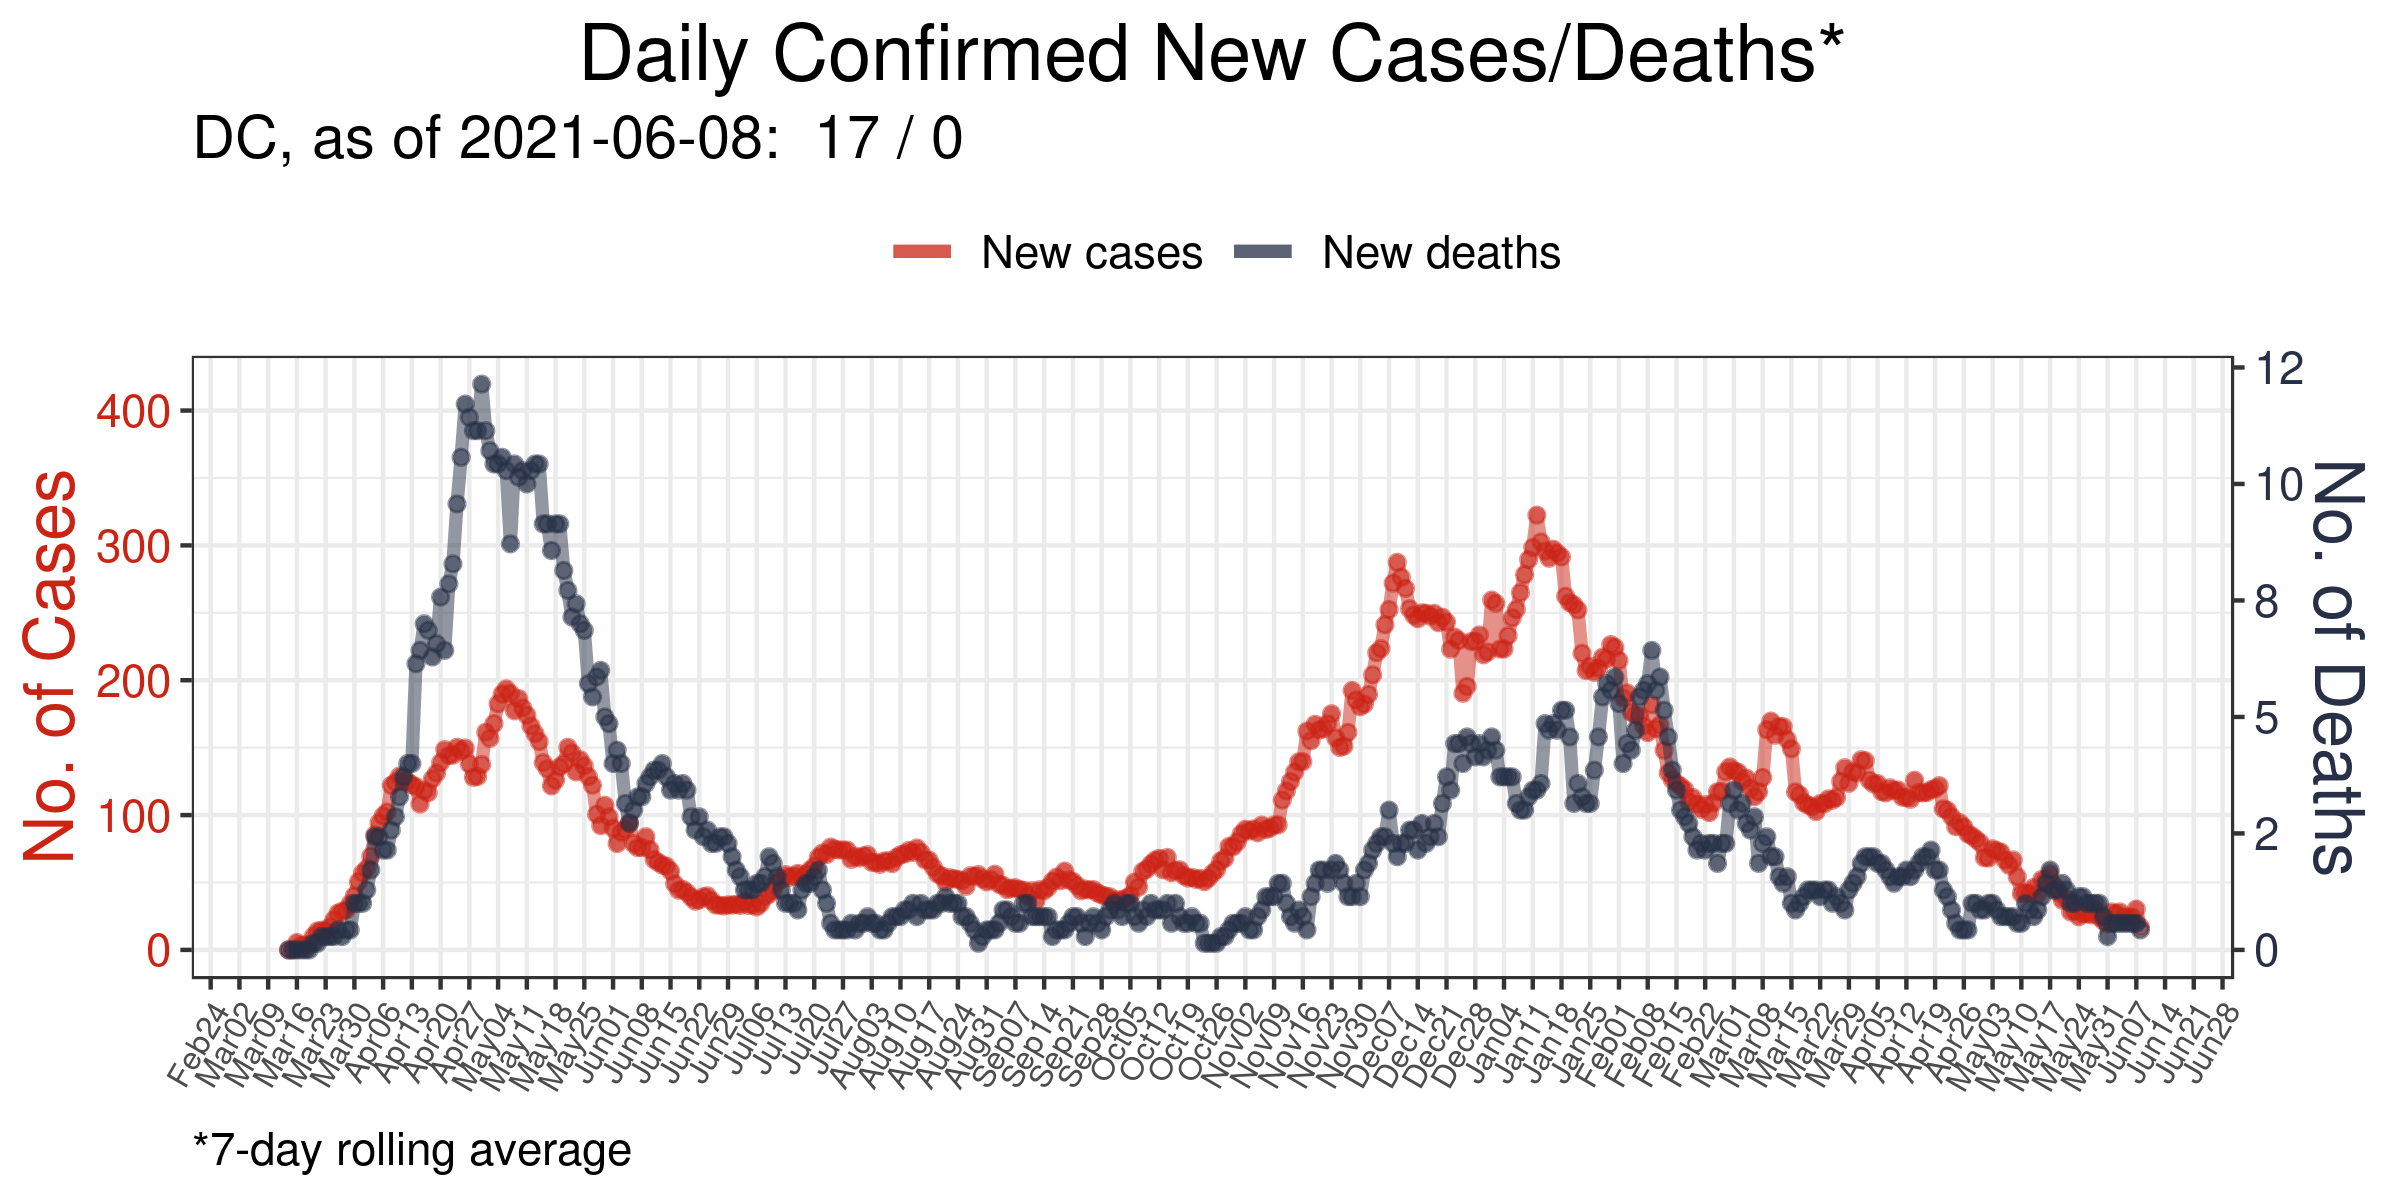 Daily Confirmed New Cases/Deaths*
DC, as of 2021-06-08:  17 / 0
New cases
New deaths
No. of Cases
400
300
200
100
0
12
10
8
5
2
0
No. of Deaths
Feb24
Mar02
Mar09
Mar16
Mar23
Mar30
Apr06
Apr13
Apr20
Apr27
May04
May11
May18
May25
Jun01
Jun08
Jun15
Jun22
Jun29
Jul06
Jul13
Jul20
Jul27
Aug03
Aug10
Aug17
Aug24
Aug31
Sep07
Sep14
Sep21
Sep28
Oct05
Oct12
Oct19
Oct26
Nov02
Nov09
Nov16
Nov23
Nov30
Dec07
Dec14
Dec21
Dec28
Jan04
Jan11
Jan18
Jan25
Feb01
Feb08
Feb15
Feb22
Mar01
Mar08
Mar15
Mar22
Mar29
Apr05
Apr12
Apr19
Apr26
May03
May10
May17
May24
May31
Jun07
Jun14
Jun21
Jun28
*7-day rolling average